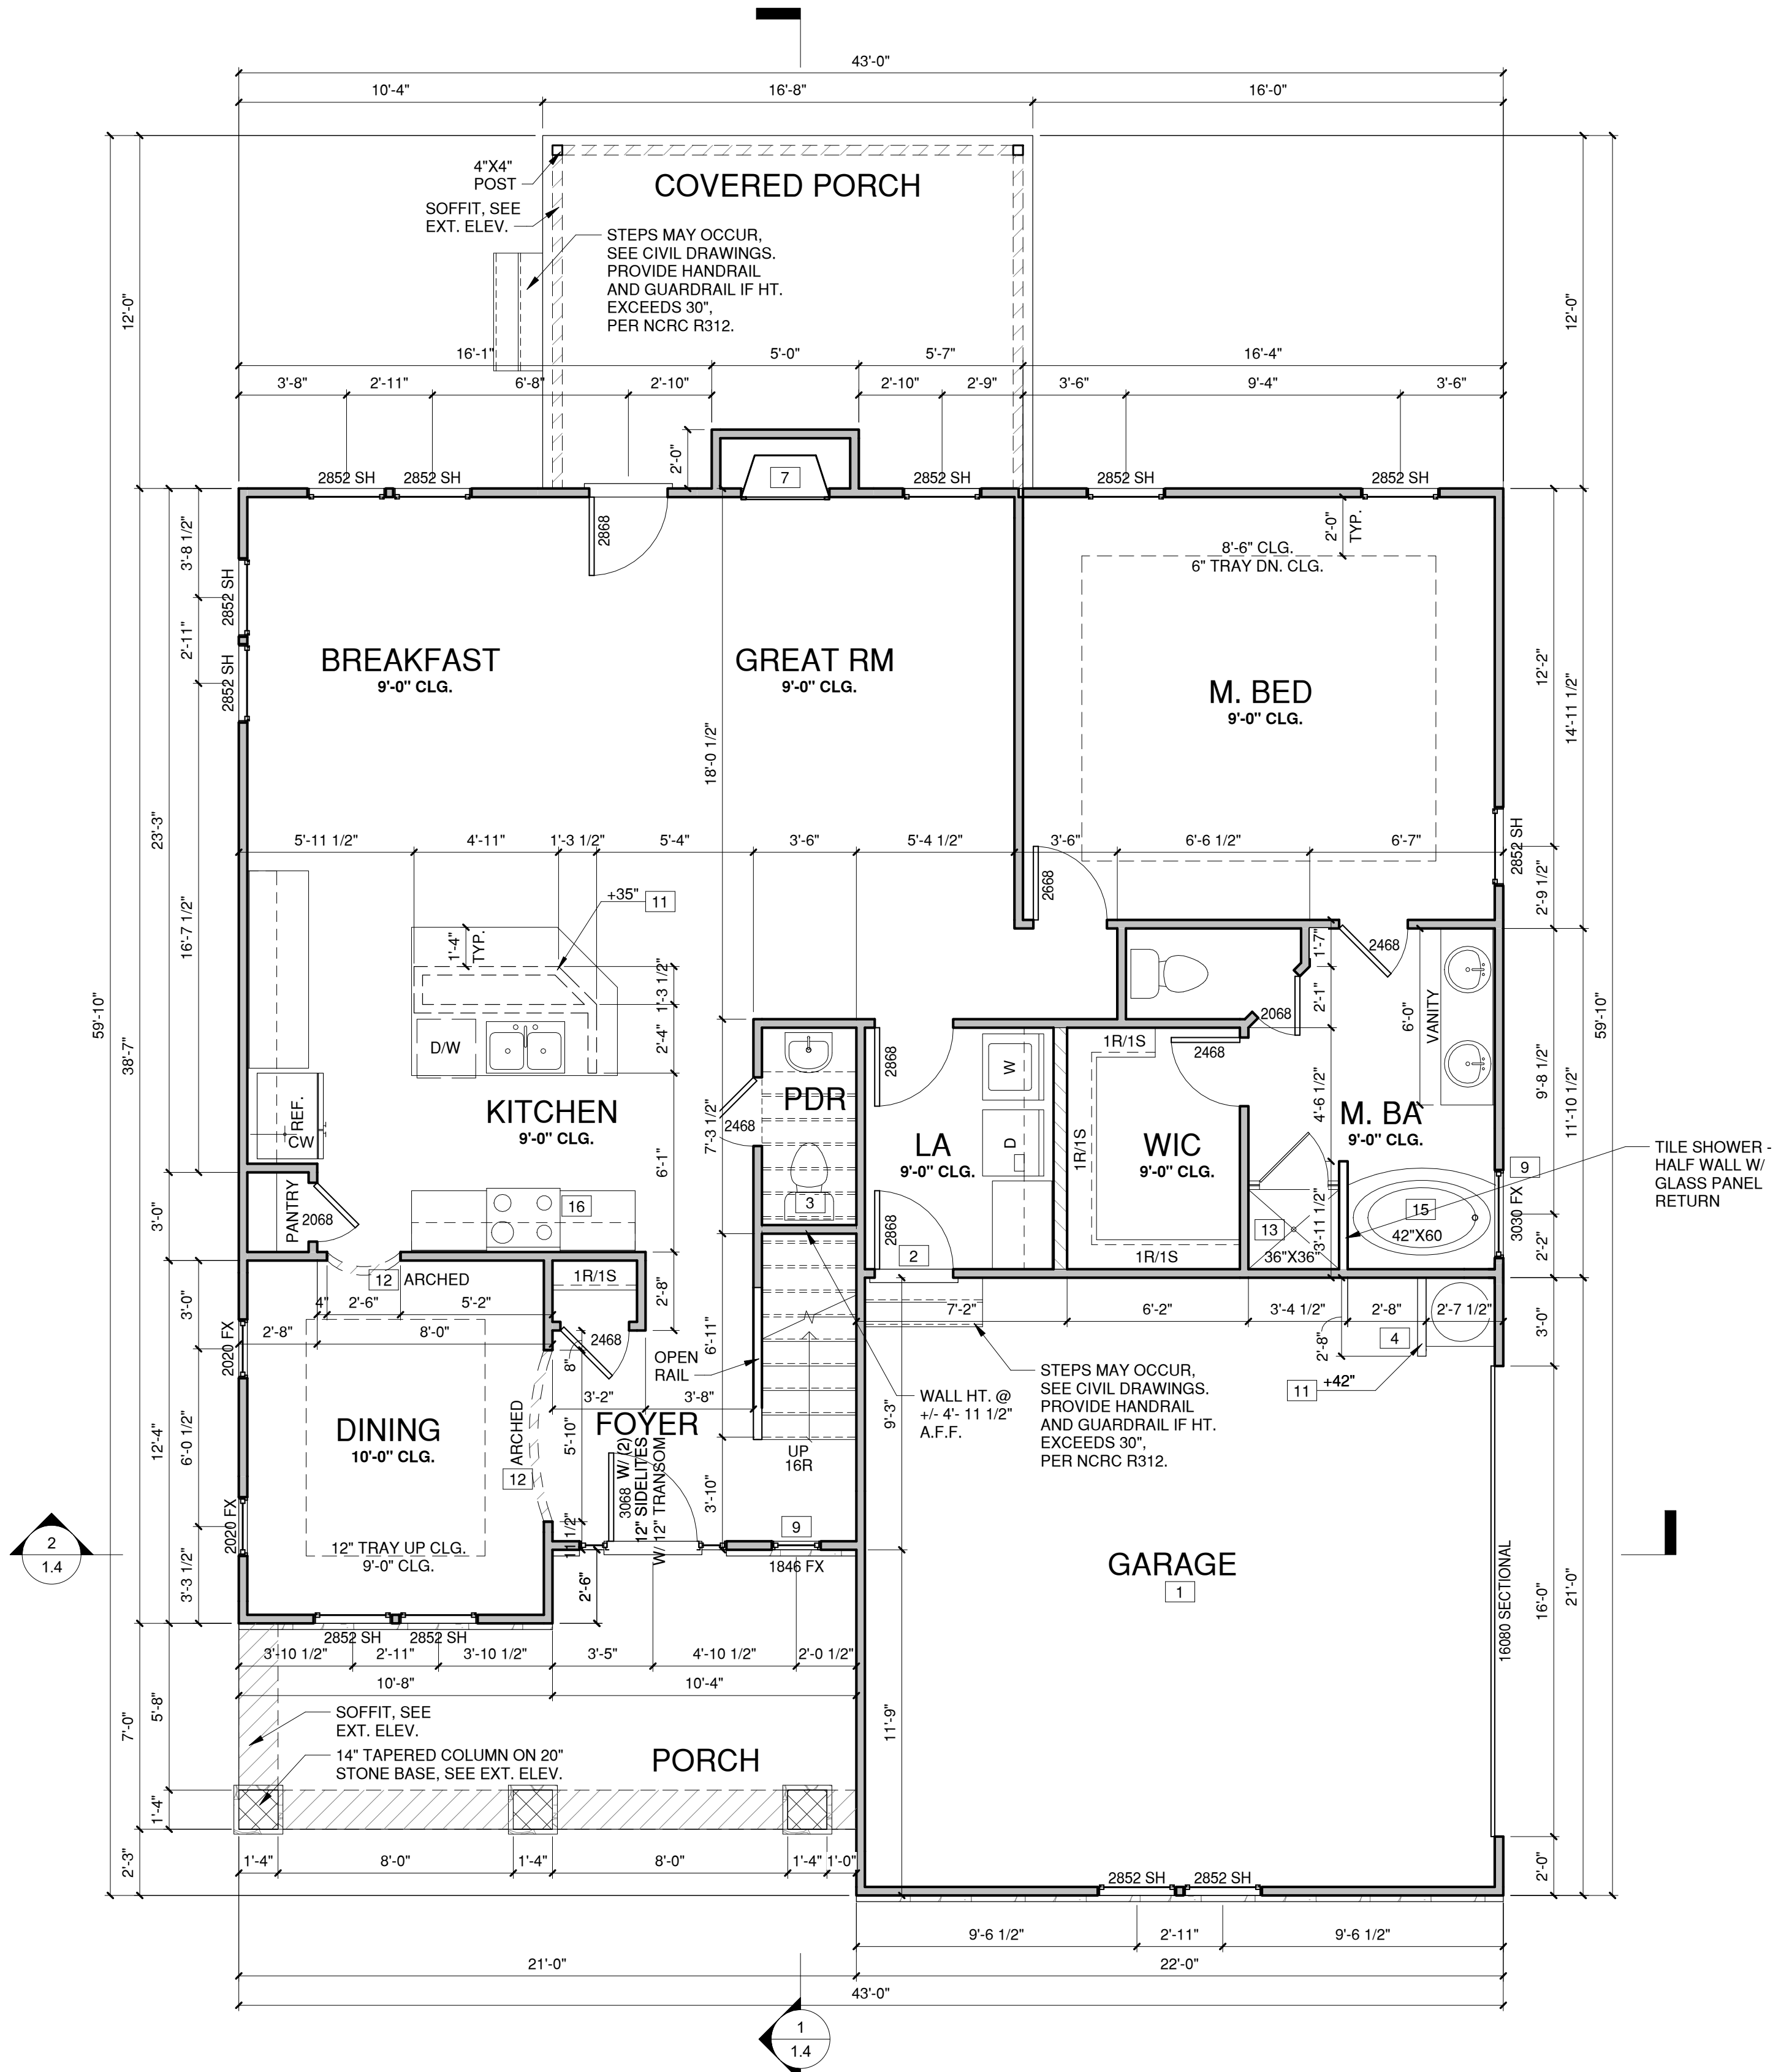 43'-0"
10'-4"
16'-8"
16'-0"
4"X4"
POST
COVERED PORCH
SOFFIT, SEE
EXT. ELEV.
STEPS MAY OCCUR,
SEE CIVIL DRAWINGS.
PROVIDE HANDRAIL
AND GUARDRAIL IF HT.
EXCEEDS 30",
PER NCRC R312.
12'-0"
12'-0"
16'-1"
5'-0"
5'-7"
16'-4"
3'-8"
2'-11"
6'-8"
2'-10"
2'-10"
2'-9"
3'-6"
9'-4"
3'-6"
2'-0"
2852 SH
2852 SH
7
2852 SH
2852 SH
2852 SH
2868
2'-0"
TYP.
8'-6" CLG.
6" TRAY DN. CLG.
3'-8 1/2"
2852 SH
2'-11"
2852 SH
BREAKFAST
9'-0" CLG.
GREAT RM
9'-0" CLG.
M. BED
9'-0" CLG.
12'-2"
14'-11 1/2"
18'-0 1/2"
23'-3"
16'-7 1/2"
5'-11 1/2"
4'-11"
1'-3 1/2"
5'-4"
3'-6"
5'-4 1/2"
3'-6"
6'-6 1/2"
6'-7"
2852 SH
2'-9 1/2"
2668
+35"
11
1'-4"
TYP.
1'-3 1/2"
2'-4"
1'-7"
2468
2'-1"
2068
6'-0"
VANITY
59'-10"
38'-7"
59'-10"
D/W
REF.
CW
KITCHEN
9'-0" CLG.
PDR
2468
7'-3 1/2"
3
6'-1"
2868
W
D
LA
9'-0" CLG.
1R/1S
1R/1S
1R/1S
2468
WIC
9'-0" CLG.
4'-6 1/2"
M. BA
9'-0" CLG.
9'-8 1/2"
11'-10 1/2"
TILE SHOWER -
HALF WALL W/
GLASS PANEL
RETURN
9
3030 FX
2'-2"
15
42"X60
13
36"X36"
3'-11 1/2"
3'-0"
PANTRY
2068
16
2868
2
12
ARCHED
1R/1S
2'-8"
4"
2'-6"
5'-2"
2'-8"
8'-0"
3'-0"
2020 FX
2468
8"
OPEN
RAIL
6'-11"
7'-2"
6'-2"
3'-4 1/2"
2'-8"
2'-7 1/2"
2'-8"
4
3'-0"
11
+42"
3'-2"
3'-8"
WALL HT. @
+/- 4'- 11 1/2"
A.F.F.
9'-3"
STEPS MAY OCCUR,
SEE CIVIL DRAWINGS.
PROVIDE HANDRAIL
AND GUARDRAIL IF HT.
EXCEEDS 30",
PER NCRC R312.
12'-4"
6'-0 1/2"
DINING
10'-0" CLG.
ARCHED
12
5'-10"
FOYER
3068 W/ (2)
12" SIDELITES
W/ 12" TRANSOM
UP
16R
3'-10"
2
1.4
2020 FX
3'-3 1/2"
12" TRAY UP CLG.
9'-0" CLG.
11 1/2"
9
1846 FX
2'-6"
GARAGE
1
16080 SECTIONAL
16'-0"
21'-0"
2852 SH
2852 SH
3'-10 1/2"
2'-11"
3'-10 1/2"
3'-5"
4'-10 1/2"
2'-0 1/2"
10'-8"
10'-4"
7'-0"
5'-8"
SOFFIT, SEE
EXT. ELEV.
14" TAPERED COLUMN ON 20"
STONE BASE, SEE EXT. ELEV.
PORCH
11'-9"
1'-4"
2'-3"
1'-4"
8'-0"
1'-4"
8'-0"
1'-4"
1'-0"
2'-0"
2852 SH
2852 SH
9'-6 1/2"
2'-11"
9'-6 1/2"
21'-0"
22'-0"
43'-0"
1
1.4